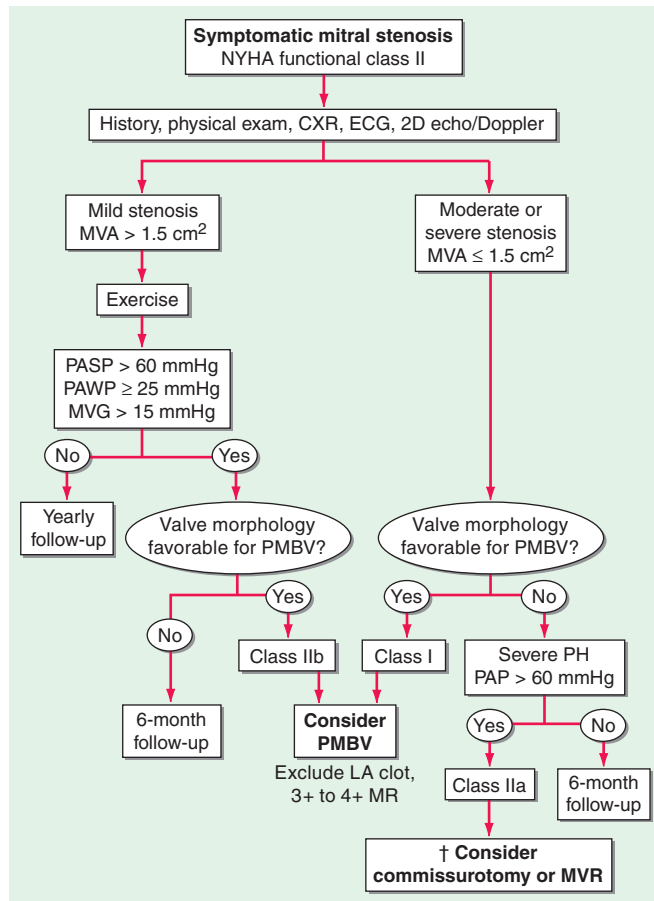 Symptomatic mitral stenosis
NYHA functional class II
History, physical exam, CXR, ECG, 2D echo/Doppler
Mild stenosis
MVA > 1.5 cm²
Moderate or
severe stenosis
MVA ≤ 1.5 cm²
Exercise
PASP > 60 mmHg
PAWP ≥ 25 mmHg
MVG > 15 mmHg
No
Yes
Yearly
follow-up
Valve morphology
favorable for PMBV?
Valve morphology
favorable for PMBV?
No
Yes
Yes
No
Class IIb
Class I
Severe PH
PAP > 60 mmHg
6-month
follow-up
Consider
PMBV
Exclude LA clot,
3+ to 4+ MR
Yes
No
Class IIa
6-month
follow-up
† Consider
commissurotomy or MVR